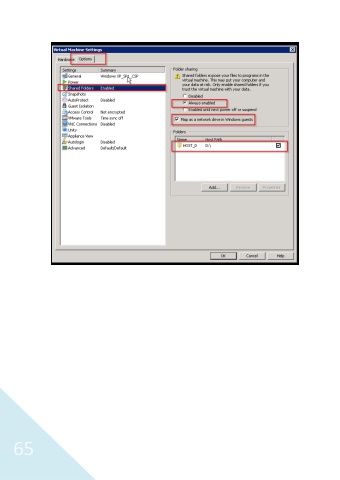 Virtual Machine Settings
Hardware Options
Settings Summary
General Windows XP_SP3_CSP
Power
Shared Folders Enabled
Snapshots
AutoProtect Disabled
Guest Isolation
Access Control Not encrypted
VMware Tools Time sync off
VNC Connections Disabled
Unity
Appliance View
Autologin Disabled
Advanced Default/Default
Folder sharing
Shared folders expose your files to programs in the
virtual machine. This may put your computer and
your data at risk. Only enable shared folders if you
trust the virtual machine with your data.
Disabled
Always enabled
Enabled until next power off or suspend
Map as a network drive in Windows guests
Folders
Name Host Path
HOST_D D:\
Add... Remove Properties
OK Cancel Help
65